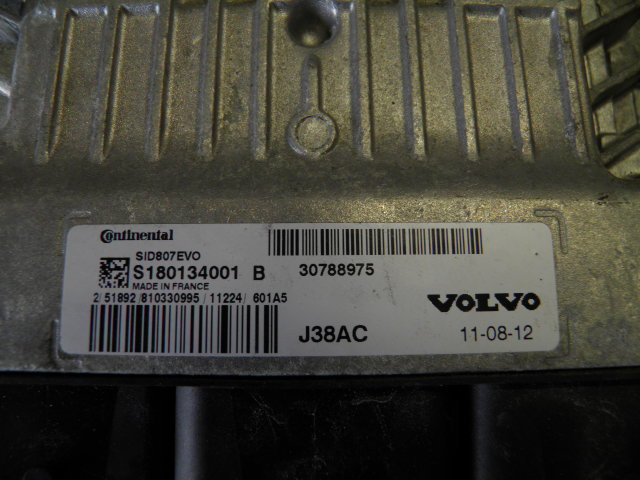 Continental
SID807EVO
S180134001 B
MADE IN FRANCE
30788975
2/51892/810330995/11224/601A5
VOLVO
J38AC
11-08-12